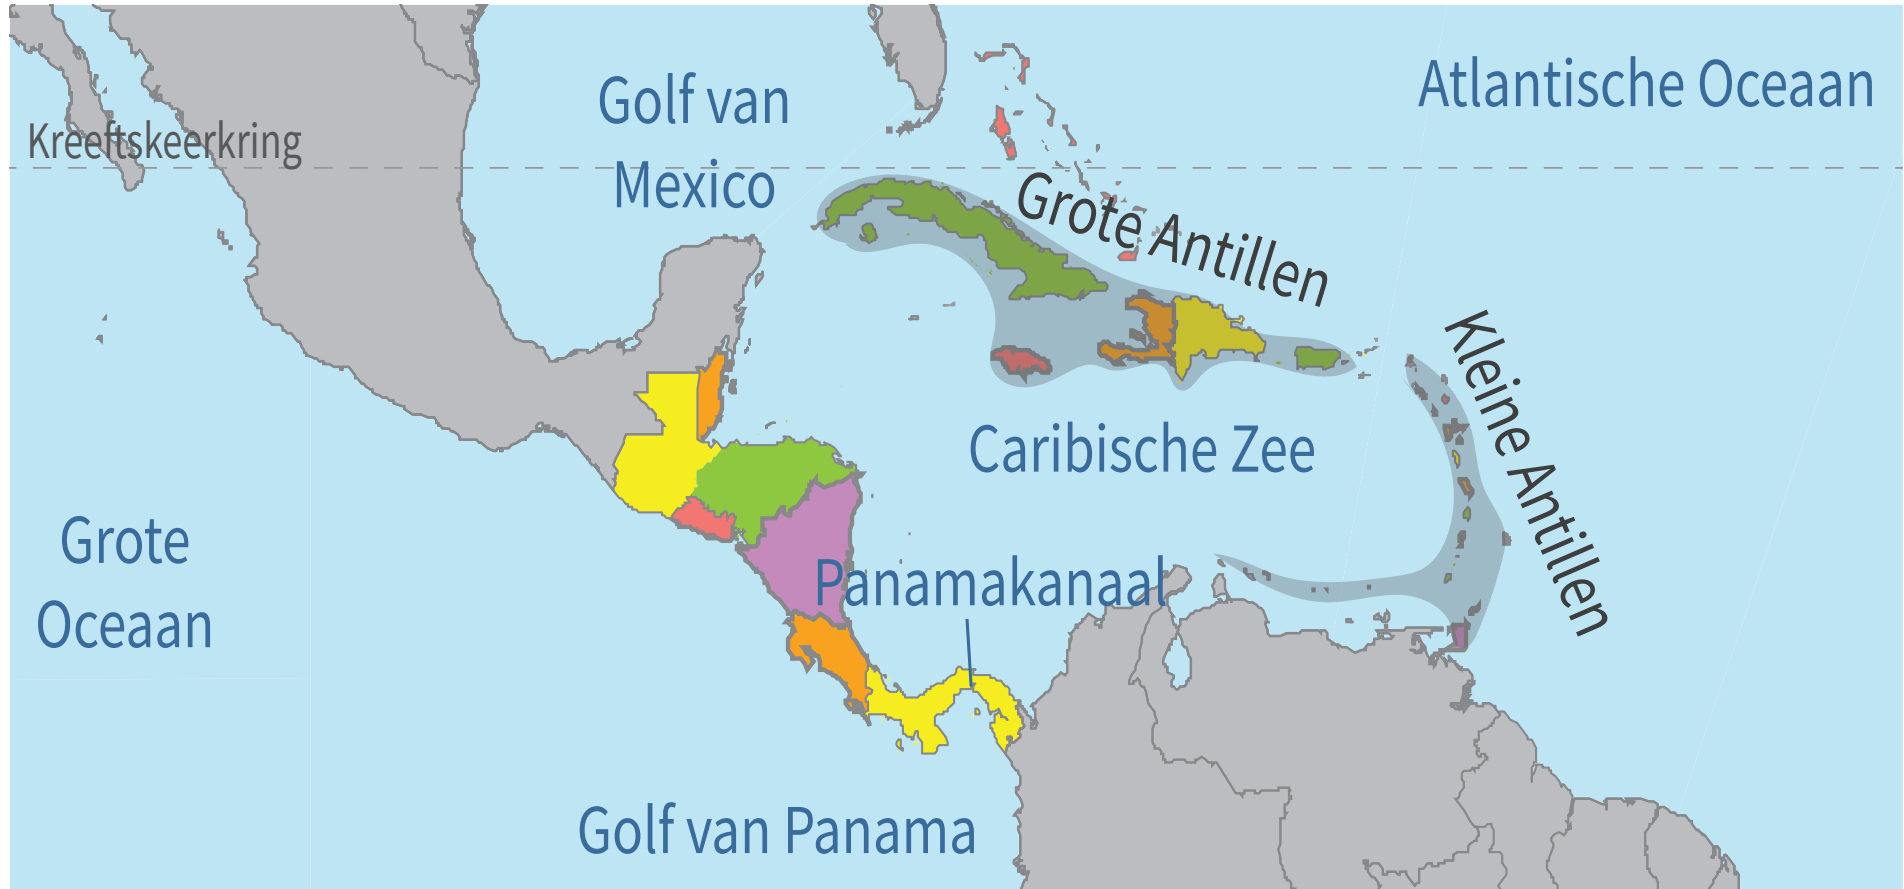 Golf van
Mexico
Atlantische Oceaan
Kreeftskeerkring
Grote Antillen
Kleine Antillen
Caribische Zee
Grote
Oceaan
Panamakanaal
Golf van Panama